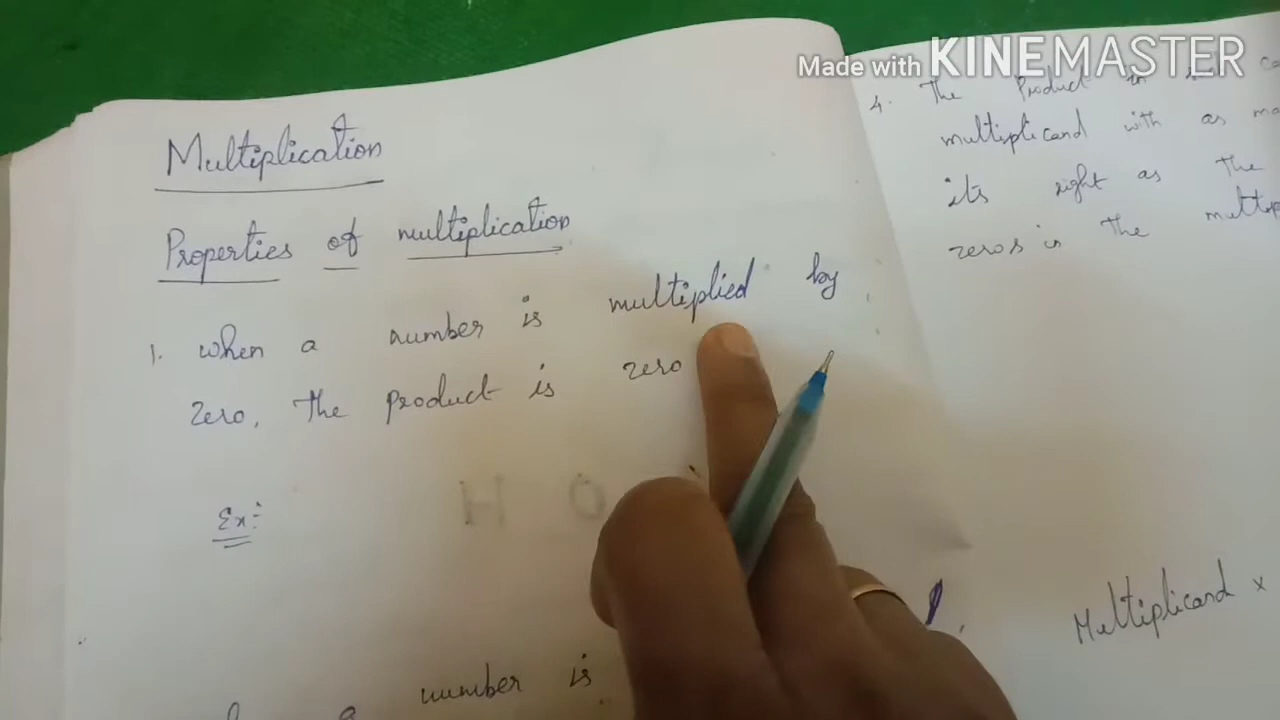 Made with KINEMASTER
Multiplication
Properties of multiplication
1. when a number is multiplied by
zero, The product is zero
Ex:-
H O
number is
a
4. The Product in
multiplicand with as
its right as The
zeros in The
Multiplicand x